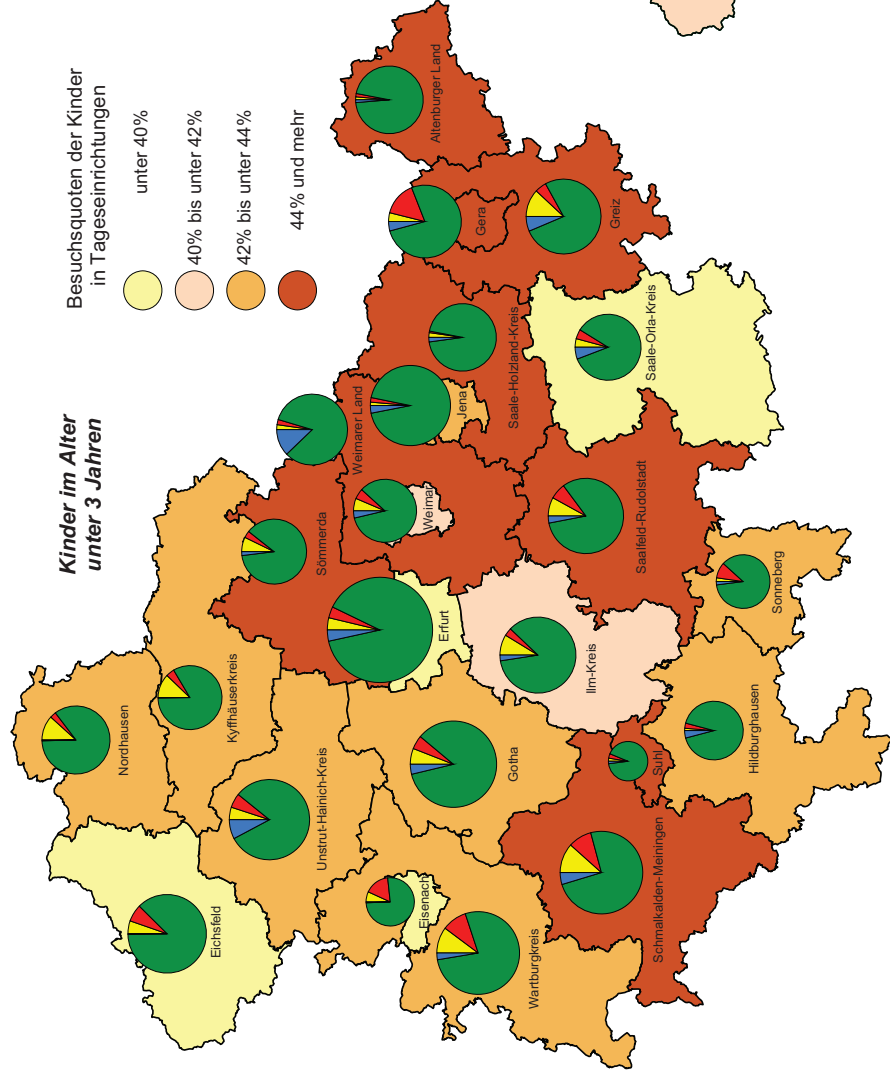 Kinder im Alter
unter 3 Jahren
Besuchsquoten der Kinder
in Tageseinrichtungen
unter 40%
40% bis unter 42%
42% bis unter 44%
44% und mehr
Eichsfeld
Nordhausen
Kyffhäuserkreis
Unstrut-Hainich-Kreis
Eisenach
Wartburgkreis
Gotha
Sömmerda
Erfurt
Weimar
Weimarer Land
Jena
Saale-Holzland-Kreis
Gera
Altenburger Land
Greiz
Ilm-Kreis
Saalfeld-Rudolstadt
Saale-Orla-Kreis
Schmalkalden-Meiningen
Suhl
Hildburghausen
Sonneberg